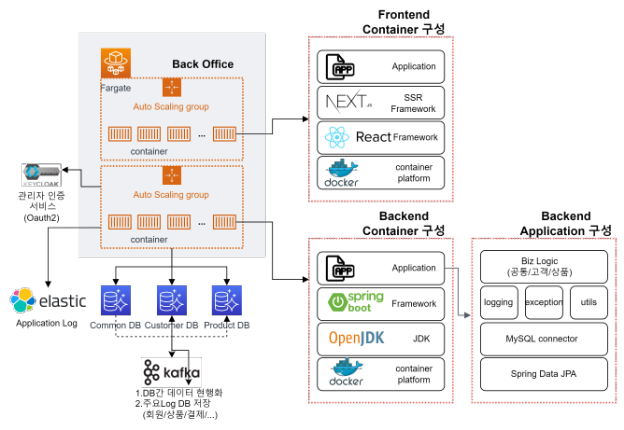 Frontend
Container 구성
Back Office
Fargate
Auto Scaling group
...
container
Auto Scaling group
...
container
APP
Application
NEXT.JS
SSR
Framework
React
Framework
docker
container
platform
KEYCLOAK
관리자 인증
서비스
(Oauth2)
elastic
Application Log
Common DB
Customer DB
Product DB
kafka
1.DB간 데이터 현행화
2.주요Log DB 저장
(회원/상품/결제/...)
Backend
Container 구성
APP
Application
spring
boot
Framework
OpenJDK
JDK
docker
container
platform
Backend
Application 구성
Biz Logic
(공통/고객/상품)
logging
exception
utils
MySQL connector
Spring Data JPA